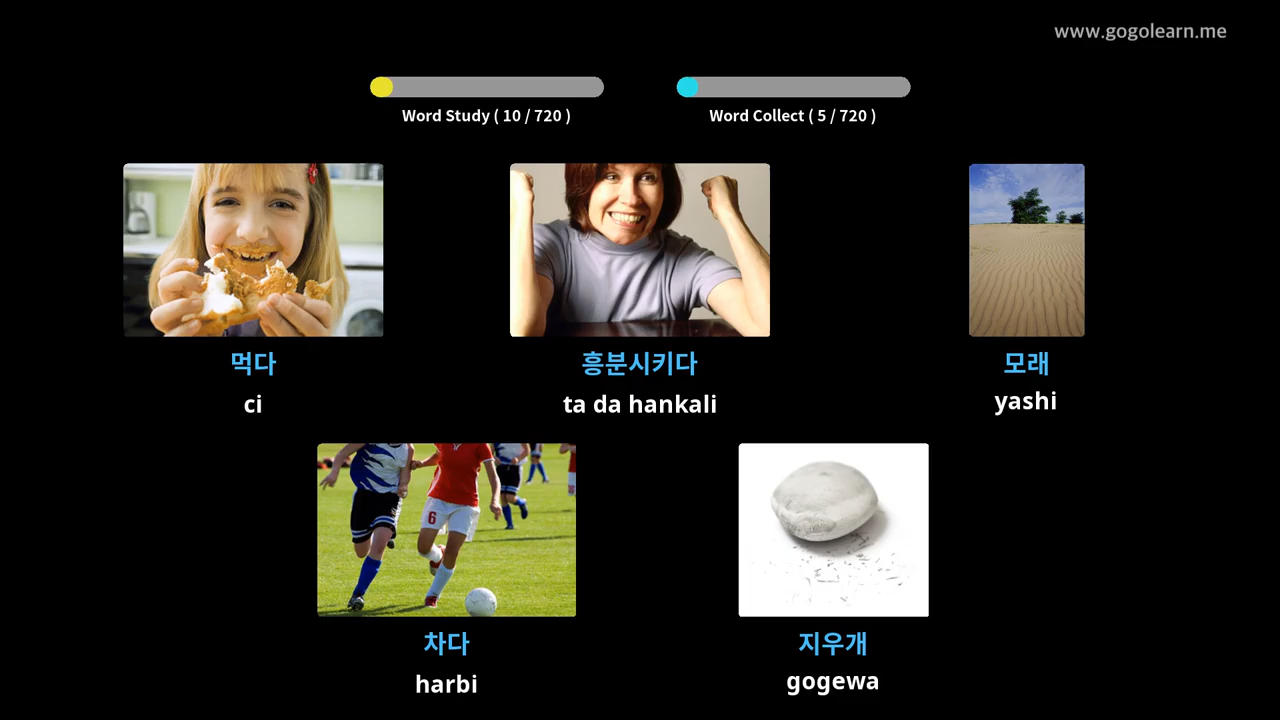 www.gogolearn.me
Word Study ( 10 / 720 )
Word Collect ( 5 / 720 )
먹다
ci
흥분시키다
ta da hankali
모래
yashi
6
차다
harbi
지우개
gogewa